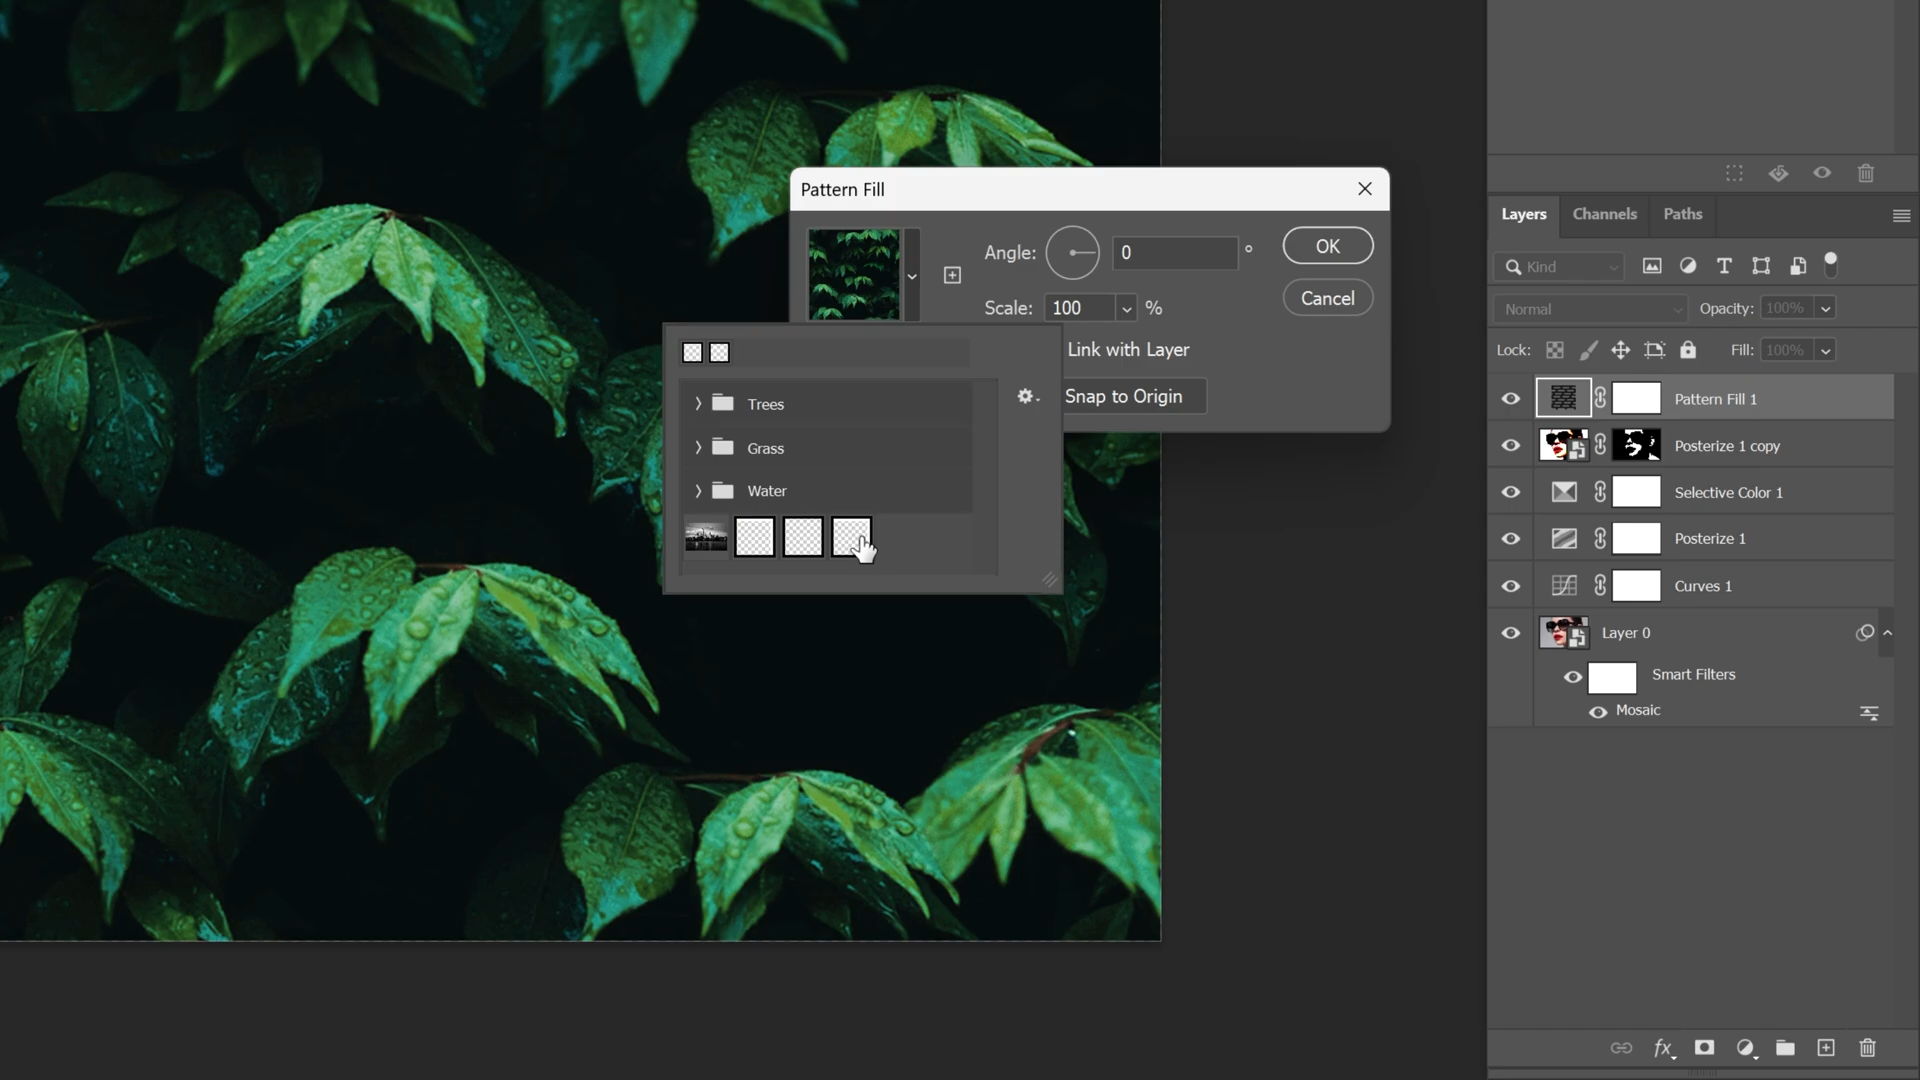 Pattern Fill
Angle:
0
°
OK
Scale:
100
%
Cancel
Link with Layer
Snap to Origin
Trees
Grass
Water
Layers
Channels
Paths
Kind
Normal
Opacity:
100%
Lock:
Fill:
100%
Pattern Fill 1
Posterize 1 copy
Selective Color 1
Posterize 1
Curves 1
Layer 0
Smart Filters
Mosaic
fx